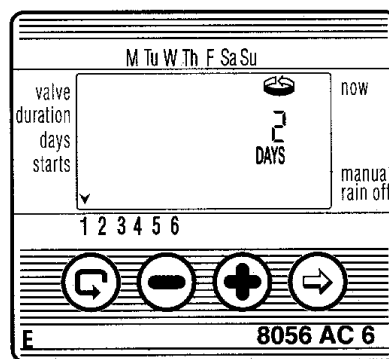 M Tu W Th F Sa Su
valve
duration
days
starts
2
DAYS
now
manual
rain off
1 2 3 4 5 6
E
8056 AC 6